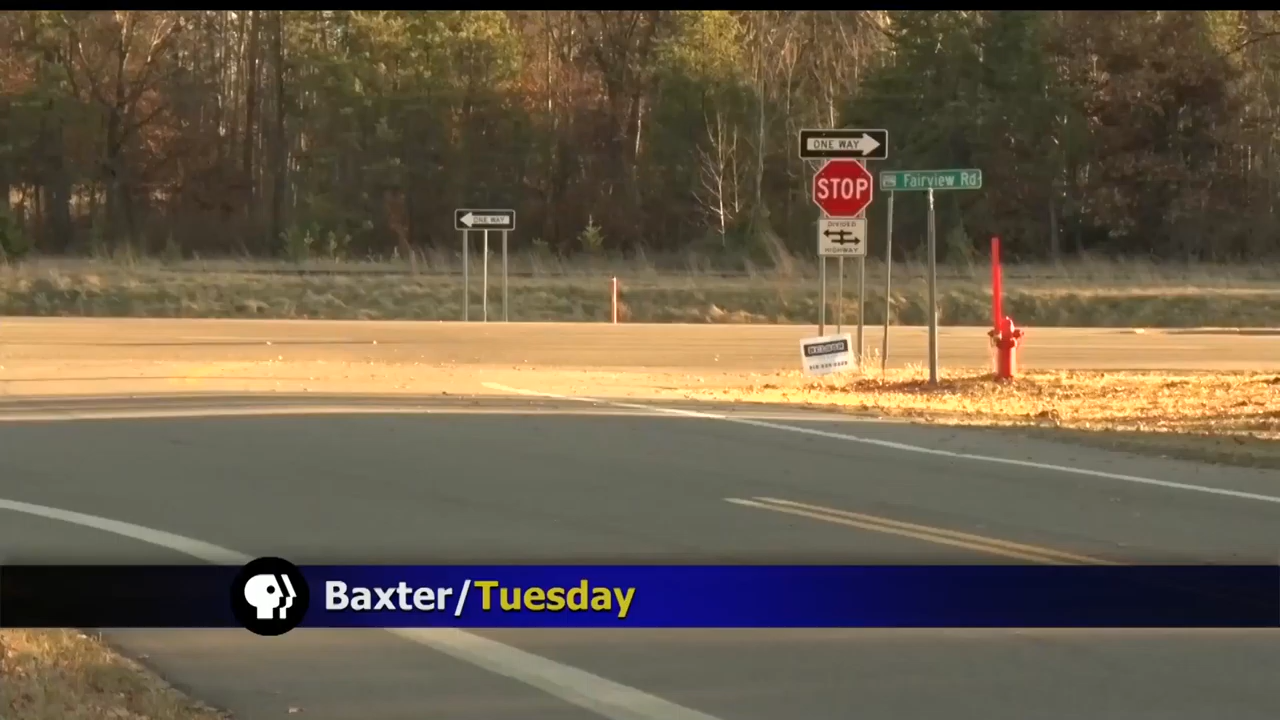 ONE WAY
STOP
Fairview Rd
ONE WAY
DIVIDED
HIGHWAY
Baxter/Tuesday